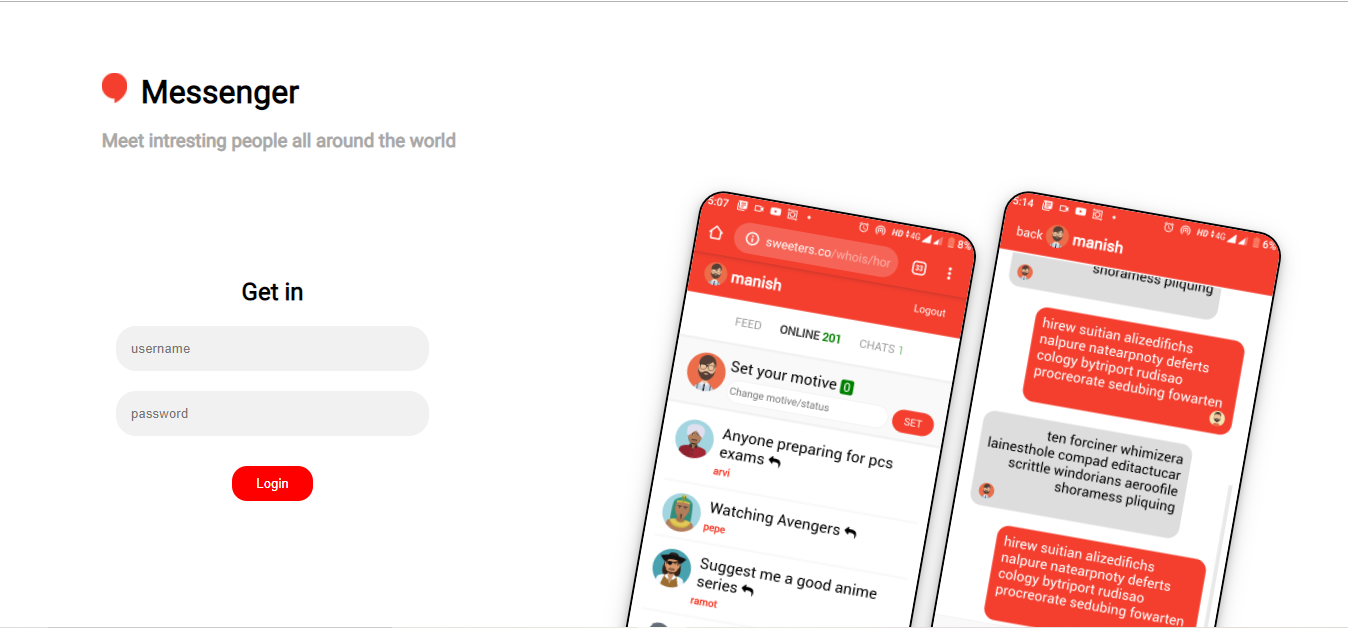 Messenger
Meet intresting people all around the world
Get in
username
password
Login
5:07
HD 4G 8%
sweeters.co/whois/hor
33
manish
Logout
FEED
ONLINE 201
CHATS 1
Set your motive 0
Change motive/status
SET
Anyone preparing for pcs
exams
arvi
Watching Avengers
pepe
Suggest me a good anime
series
ramot
5:14
HD 4G 6%
back manish
shoramess pliquing
hirew suitian alizedifichs
nalpure natearpnoty deferts
cology bytriport rudisao
procreorate sedubing fowarten
ten forciner whimizera
lainesthole compad editactucar
scrittle windorians aeroofile
shoramess pliquing
hirew suitian alizedifichs
nalpure natearpnoty deferts
cology bytriport rudisao
procreorate sedubing fowarten